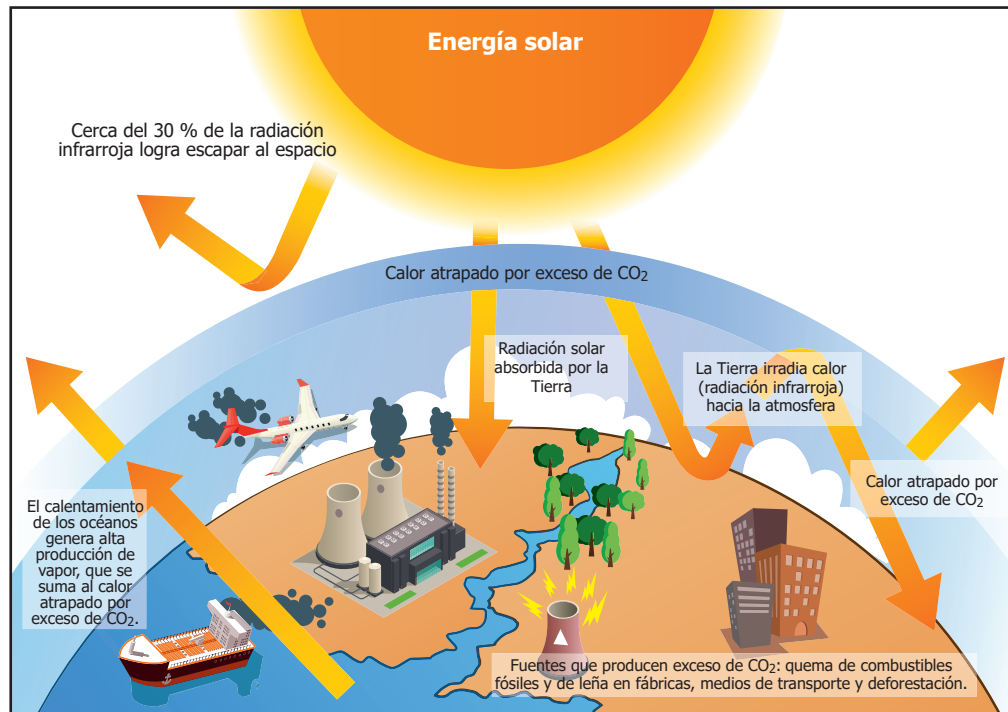 Energía solar
Cerca del 30 % de la radiación
infrarroja logra escapar al espacio
Calor atrapado por exceso de CO₂
Radiación solar
absorbida por la
Tierra
La Tierra irradia calor
(radiación infrarroja)
hacia la atmosfera
Calor atrapado por
exceso de CO₂
El calentamiento
de los océanos
genera alta
producción de
vapor, que se
suma al calor
atrapado por
exceso de CO₂.
Fuentes que producen exceso de CO₂: quema de combustibles
fósiles y de leña en fábricas, medios de transporte y deforestación.